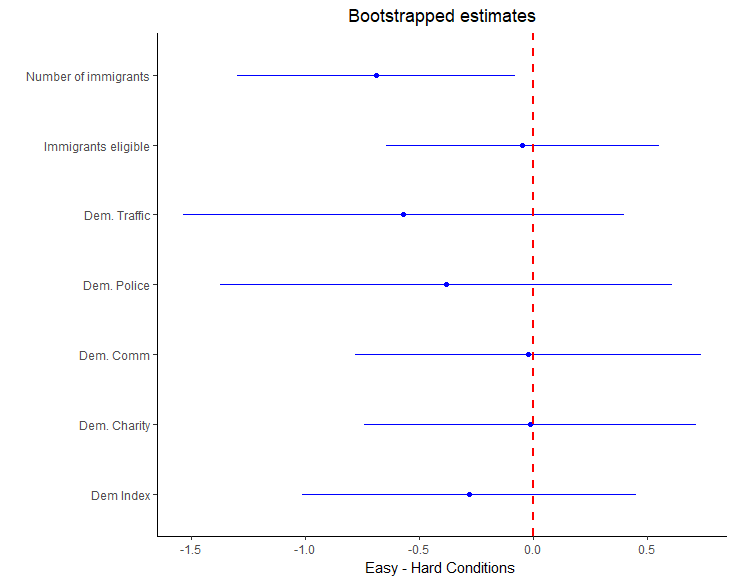 Bootstrapped estimates
Number of immigrants
Immigrants eligible
Dem. Traffic
Dem. Police
Dem. Comm
Dem. Charity
Dem Index
-1.5 -1.0 -0.5 0.0 0.5
Easy - Hard Conditions